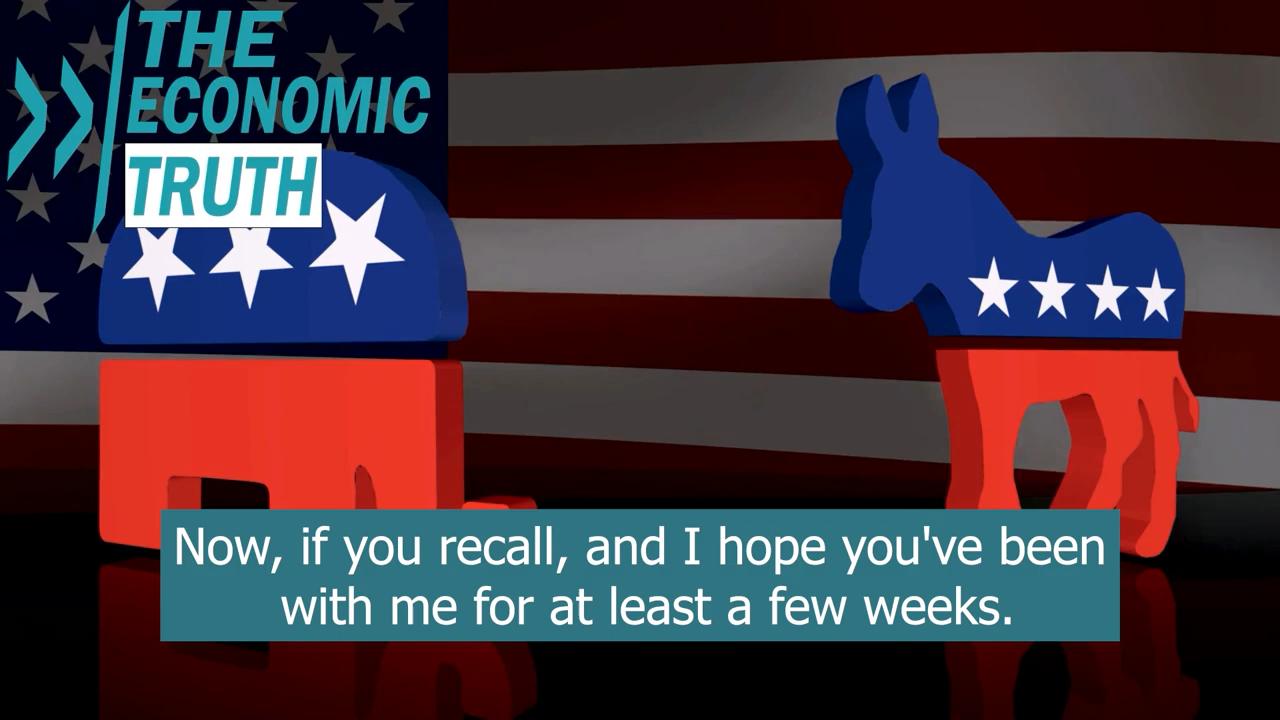 THE
ECONOMIC
TRUTH
Now, if you recall, and I hope you've been
with me for at least a few weeks.